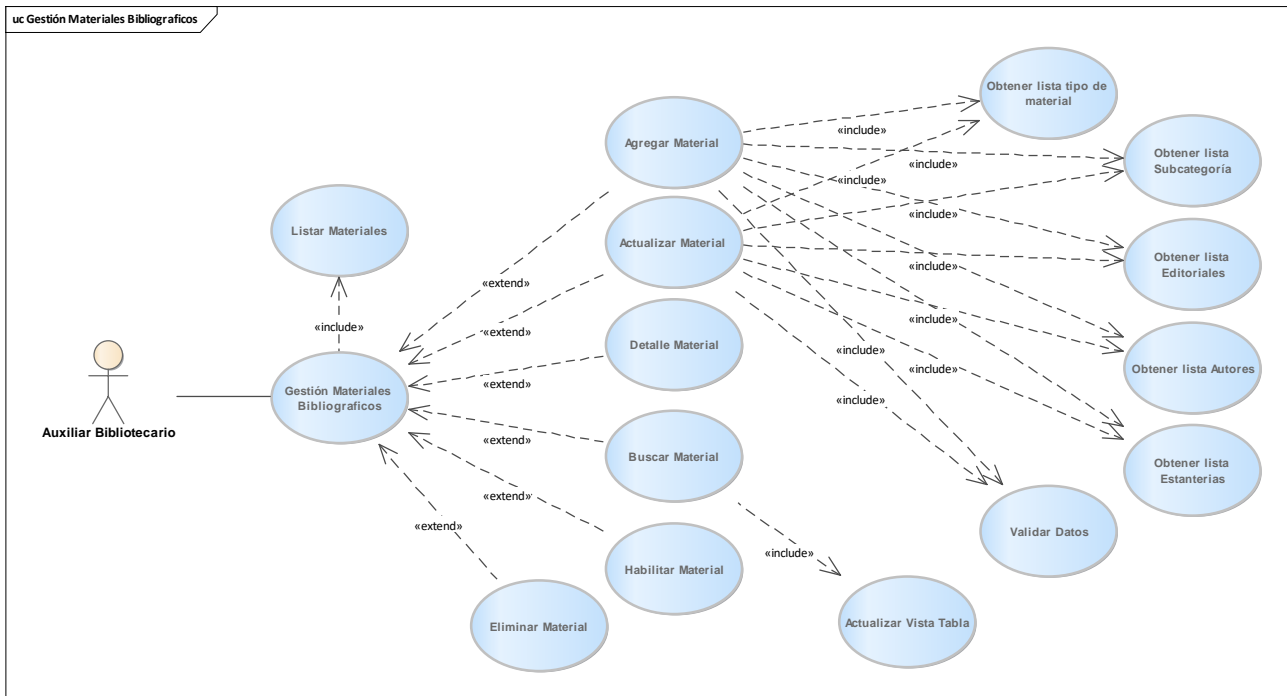 uc Gestión Materiales Bibliograficos
Obtener lista tipo de
material
Agregar Material
«include»
Obtener lista
Subcategoría
«include»
«include»
Listar Materiales
Actualizar Material
«include»
Obtener lista
Editoriales
«include»
«extend»
«include»
«extend»
Detalle Material
«include»
«include»
Obtener lista Autores
«extend»
Gestión Materiales
Bibliograficos
«include»
Auxiliar Bibliotecario
«extend»
Buscar Material
Obtener lista
Estanterias
«extend»
«extend»
«include»
Validar Datos
Habilitar Material
Eliminar Material
Actualizar Vista Tabla